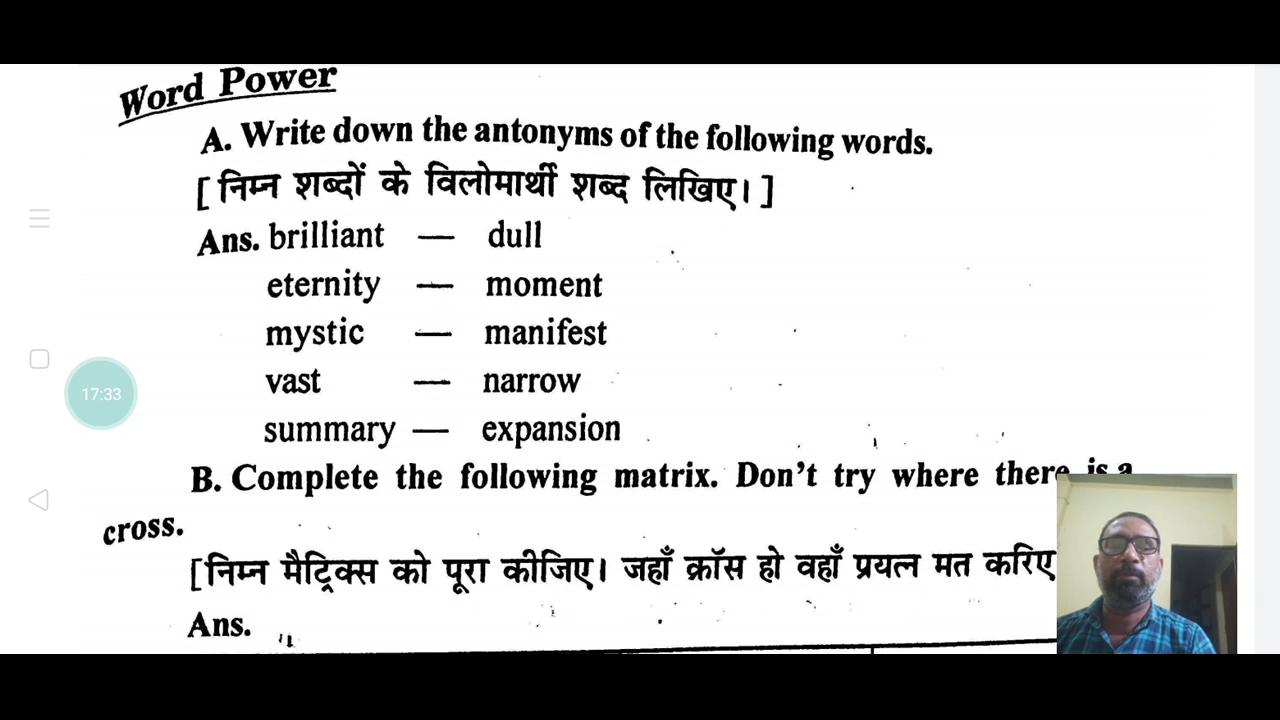 Word Power
A. Write down the antonyms of the following words.
[ निम्न शब्दों के विलोमार्थी शब्द लिखिए। ]
Ans. brilliant — dull
eternity — moment
mystic — manifest
vast — narrow
summary — expansion
B. Complete the following matrix. Don't try where there is a
cross.
[निम्न मैट्रिक्स को पूरा कीजिए। जहाँ क्रॉस हो वहाँ प्रयत्न मत करिए
Ans.
17:33